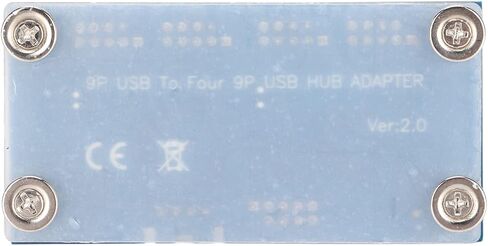 9P USB To Four 9P USB HUB ADAPTER
Ver:2.0
CE